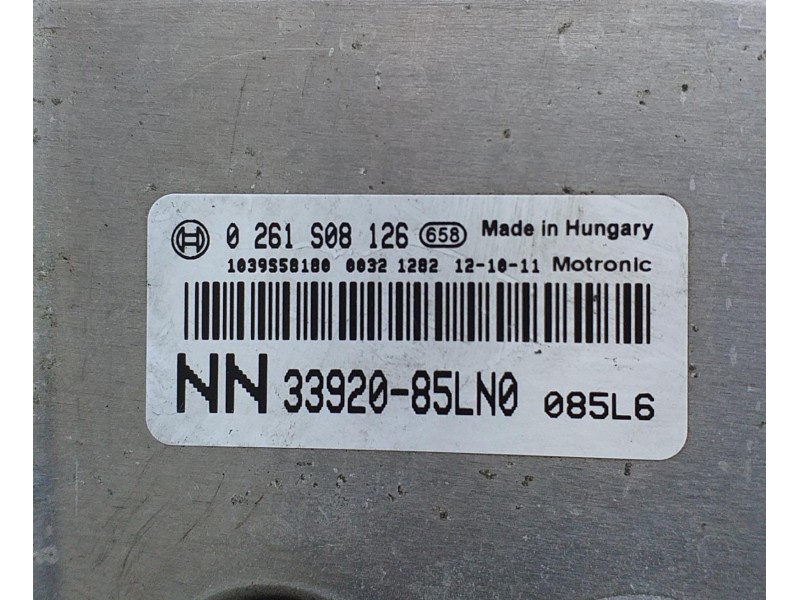 0 261 S08 126 658 Made in Hungary
1039S58180 0032 1282 12-10-11 Motronic
NN 33920-85LN0 085L6